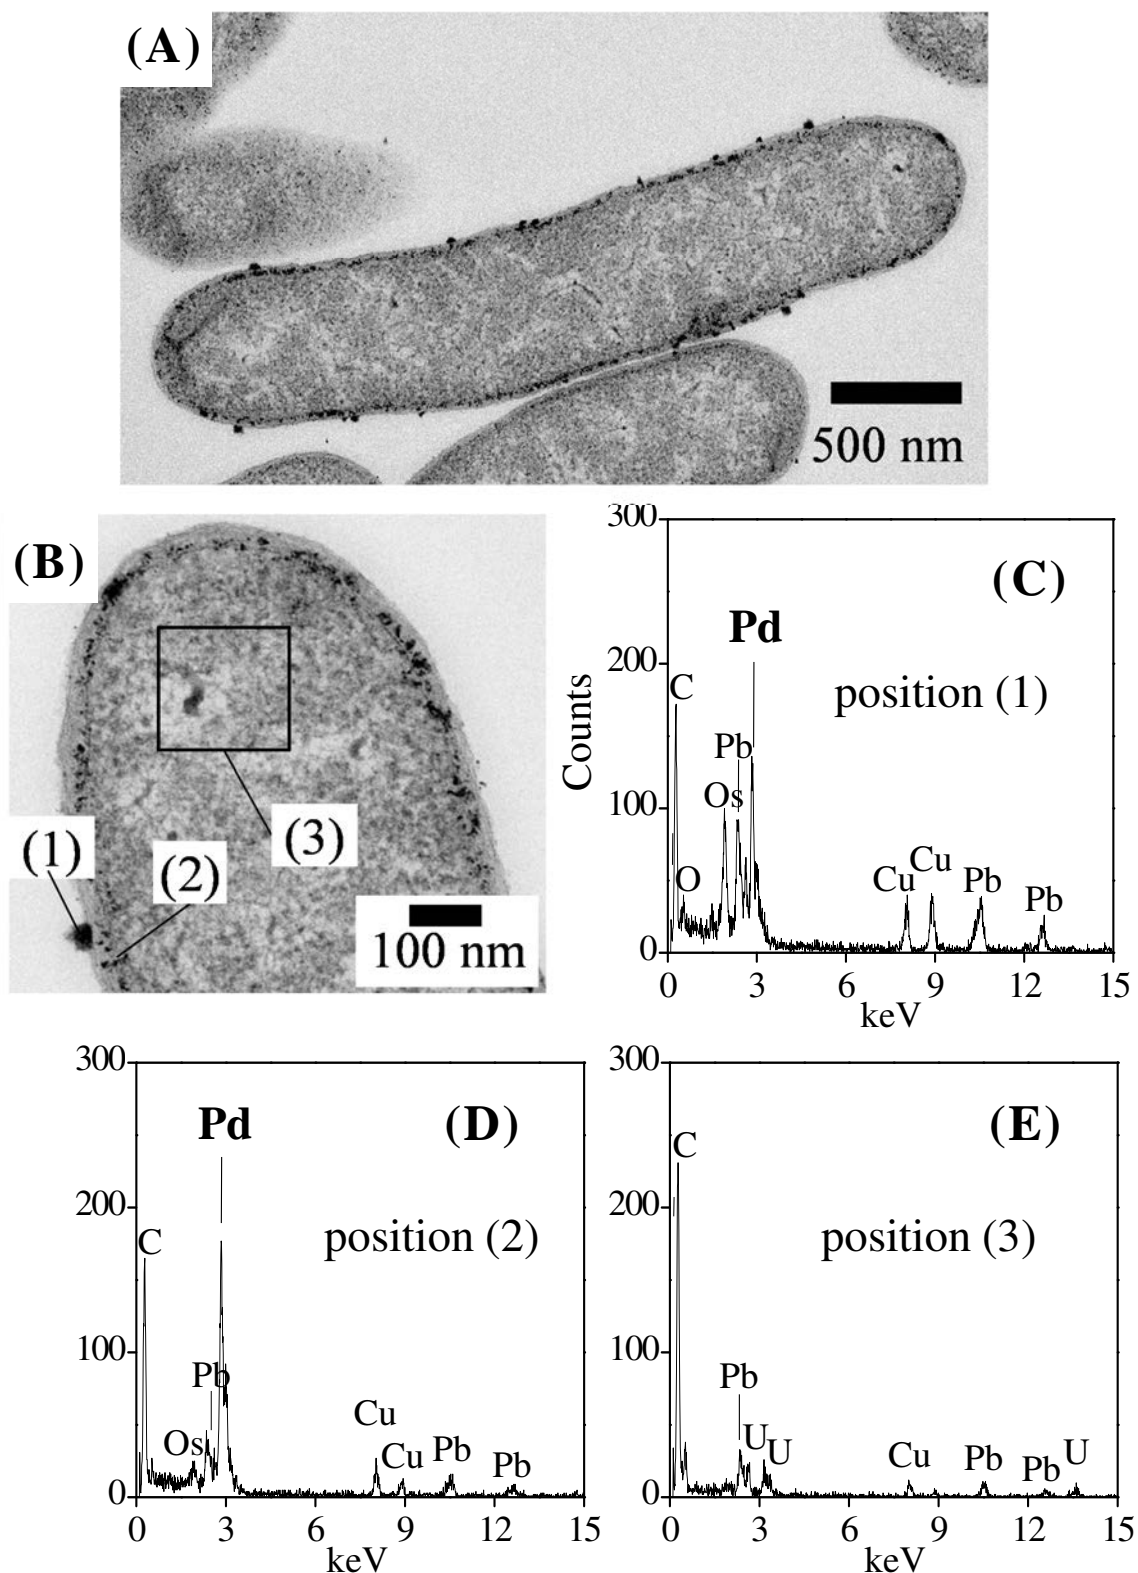 (A)
500 nm
(B)
(1)
(2)
(3)
100 nm
300
200
100
0
Counts
(C)
position (1)
C
O
Os
Pb
Pd
Cu
Cu
Pb
Pb
0 3 6 9 12 15
keV
300
200
100
0
(D)
position (2)
C
Os
Pb
Pd
Cu
Cu
Pb
Pb
0 3 6 9 12 15
keV
300
200
100
0
(E)
position (3)
C
Pb
U
U
Cu
Pb
Pb
U
0 3 6 9 12 15
keV